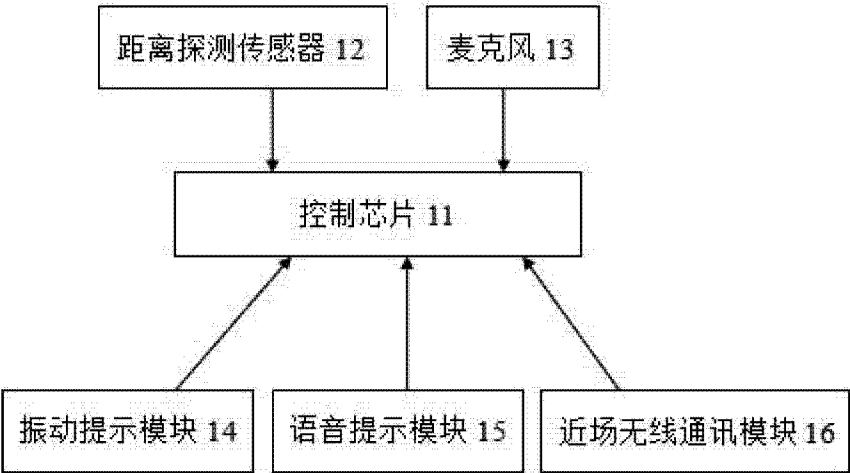 距离探测传感器 12
麦克风 13
控制芯片 11
振动提示模块 14
语音提示模块 15
近场无线通讯模块 16